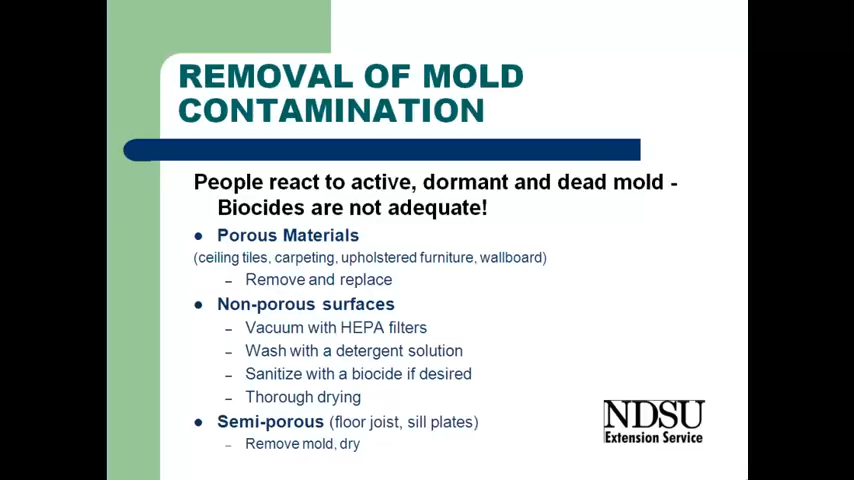 REMOVAL OF MOLD
CONTAMINATION
People react to active, dormant and dead mold -
Biocides are not adequate!
● Porous Materials
(ceiling tiles, carpeting, upholstered furniture, wallboard)
– Remove and replace
● Non-porous surfaces
– Vacuum with HEPA filters
– Wash with a detergent solution
– Sanitize with a biocide if desired
– Thorough drying
● Semi-porous (floor joist, sill plates)
– Remove mold, dry
NDSU
Extension Service